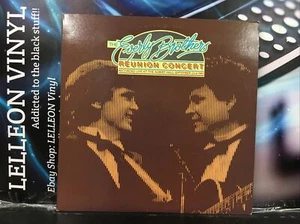 LELLEON VINYL
Addicted to the black stuff!!
Ebay Shop: LELLEON Vinyl
THE
Everly Brothers
REUNION CONCERT